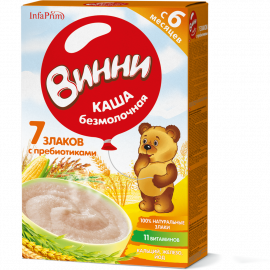 InfaPrim
с 6
месяцев
ВИННИ
КАША
безмолочная
7 ЗЛАКОВ
с пребиотиками
100% НАТУРАЛЬНЫЕ
ЗЛАКИ
11 ВИТАМИНОВ